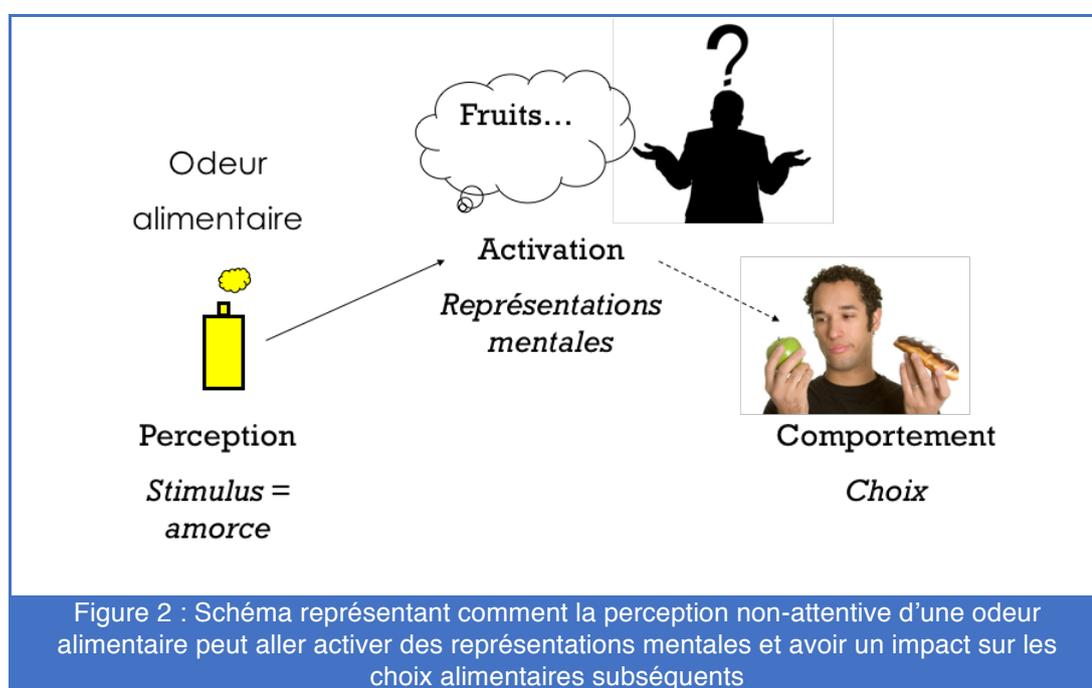 Fruits...
?
Odeur
alimentaire
Activation
Représentations
mentales
Perception
Stimulus =
amorce
Comportement
Choix
Figure 2 : Schéma représentant comment la perception non-attentive d’une odeur
alimentaire peut aller activer des représentations mentales et avoir un impact sur les
choix alimentaires subséquents